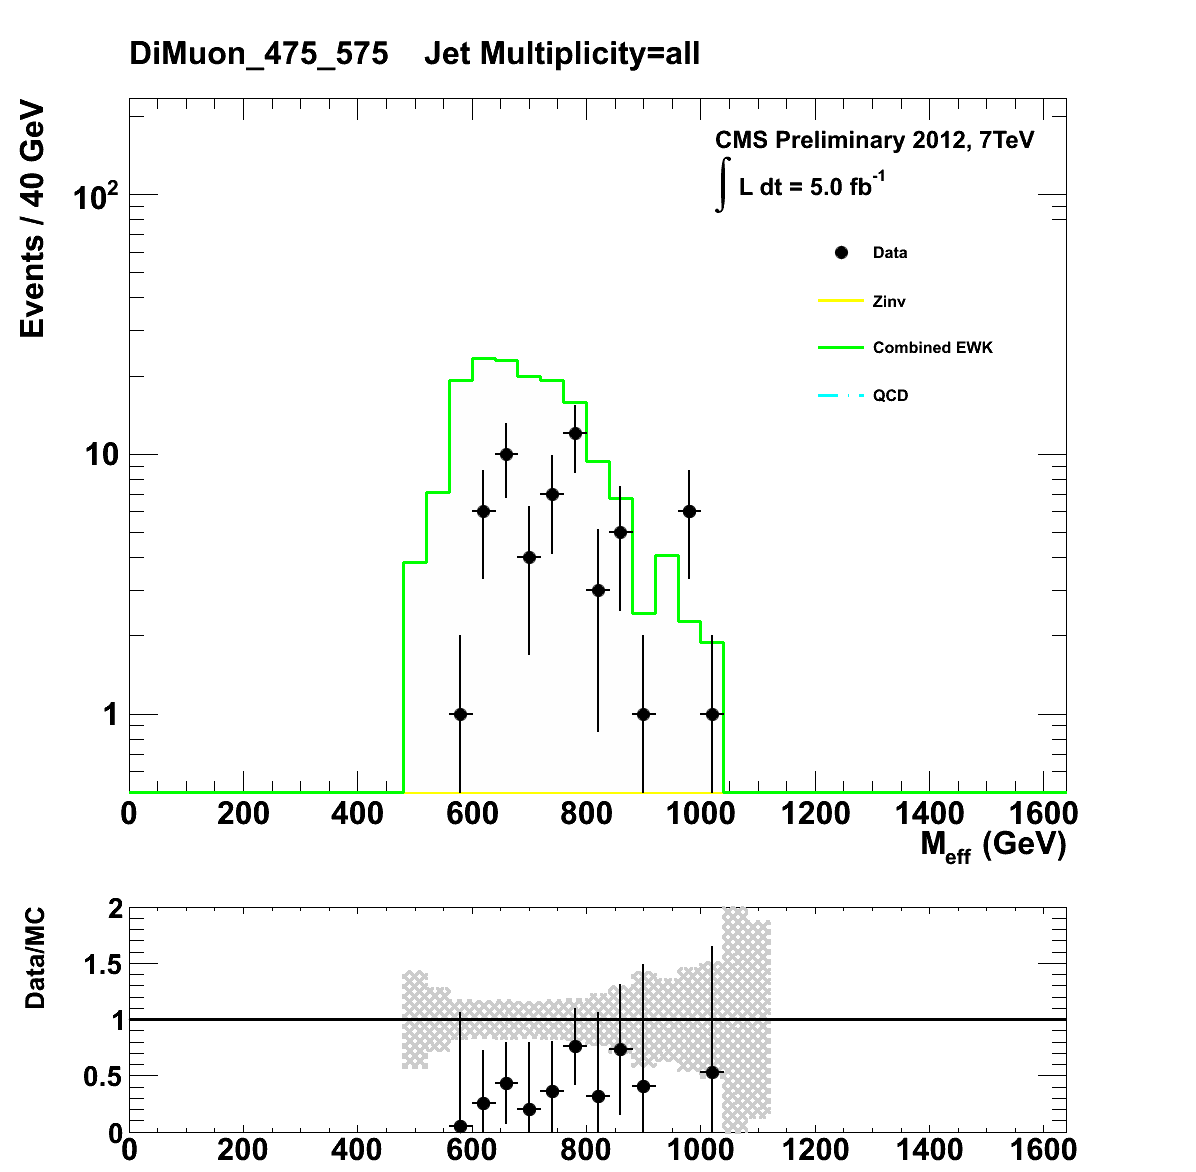 DiMuon_475_575 Jet Multiplicity=all
Events / 40 GeV
CMS Preliminary 2012, 7TeV
∫ L dt = 5.0 fb⁻¹
Data
Zinv
Combined EWK
QCD
10²
10
1
0 200 400 600 800 1000 1200 1400 1600
M_eff (GeV)
Data/MC
2
1.5
1
0.5
0
0 200 400 600 800 1000 1200 1400 1600